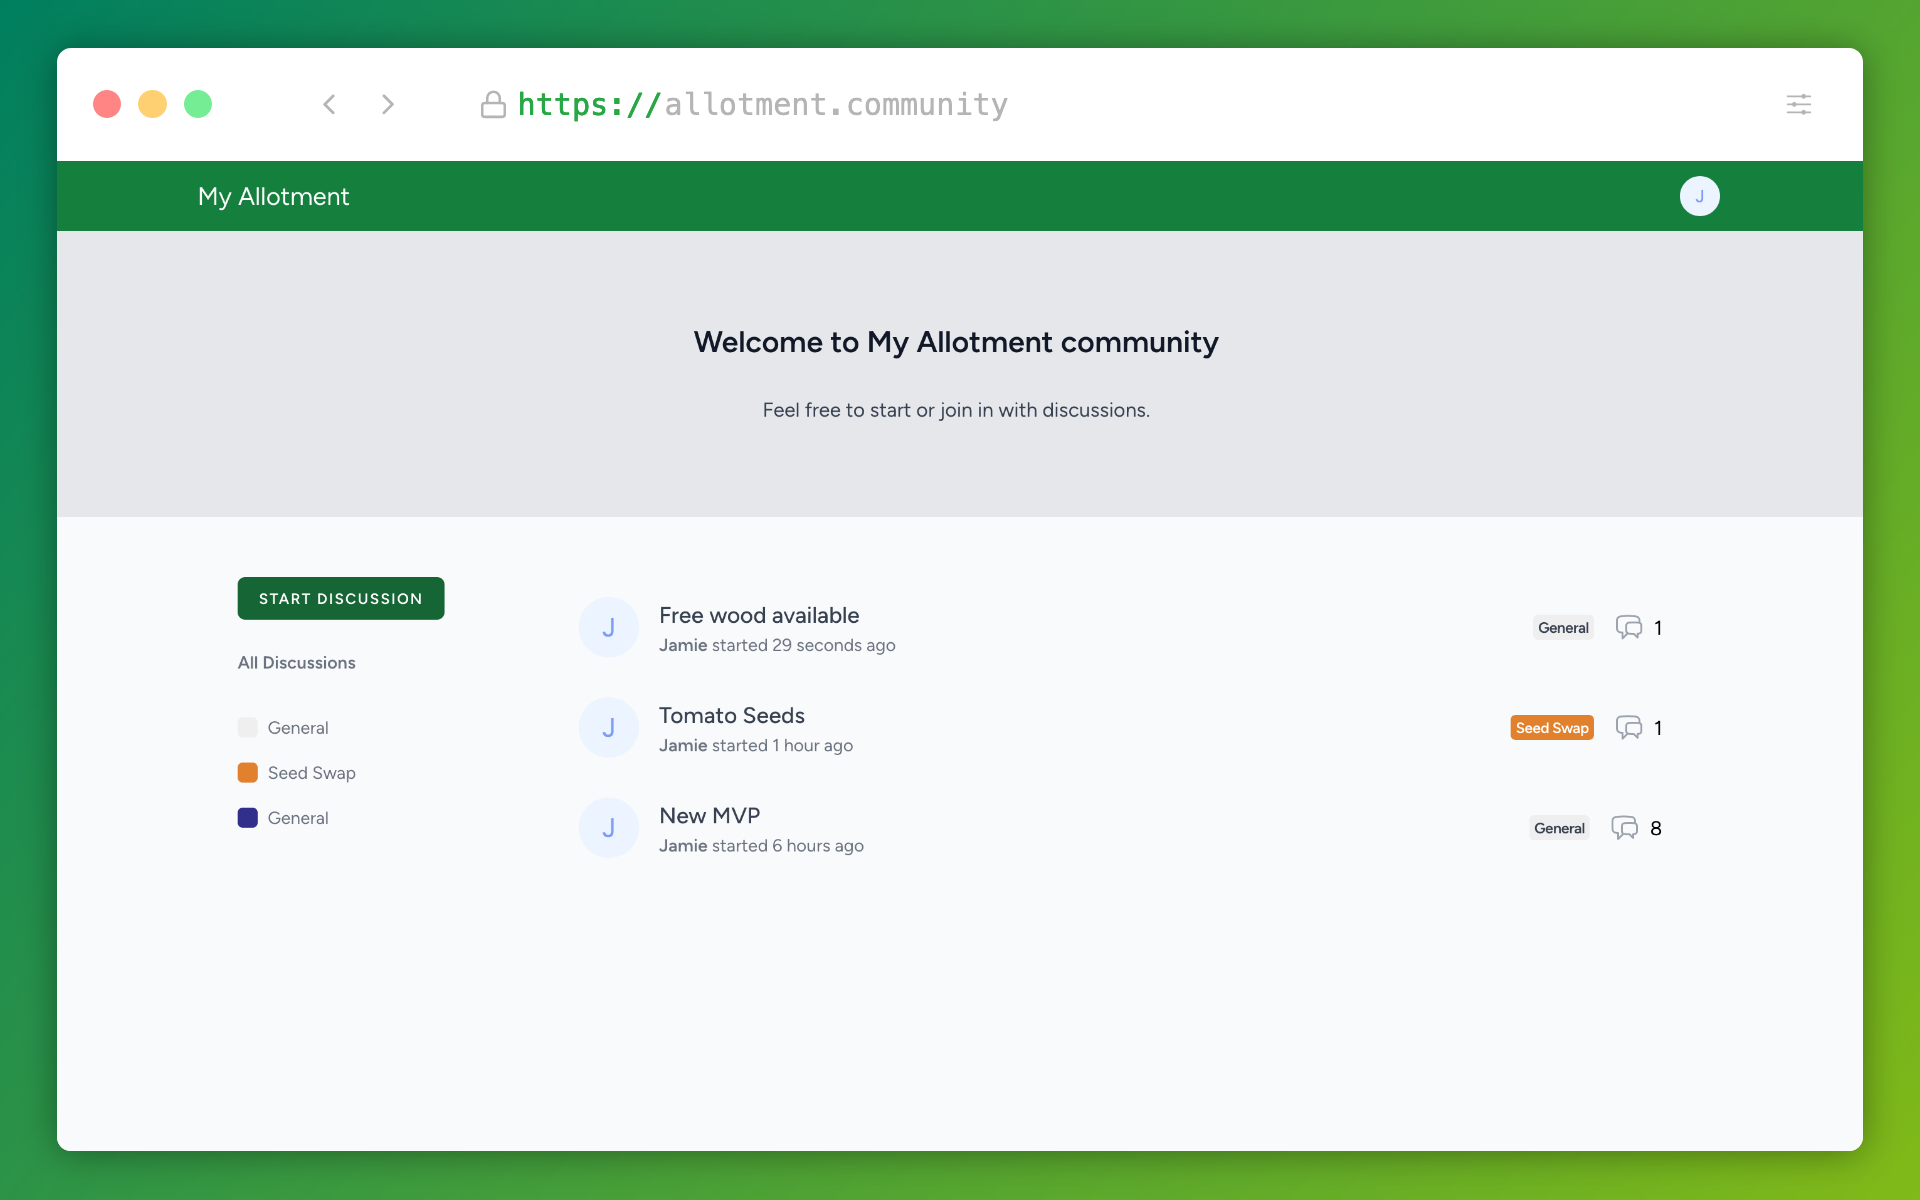 https://allotment.community
My Allotment
J
Welcome to My Allotment community
Feel free to start or join in with discussions.
START DISCUSSION
All Discussions
General
Seed Swap
General
J
Free wood available
Jamie started 29 seconds ago
General
1
J
Tomato Seeds
Jamie started 1 hour ago
Seed Swap
1
J
New MVP
Jamie started 6 hours ago
General
8